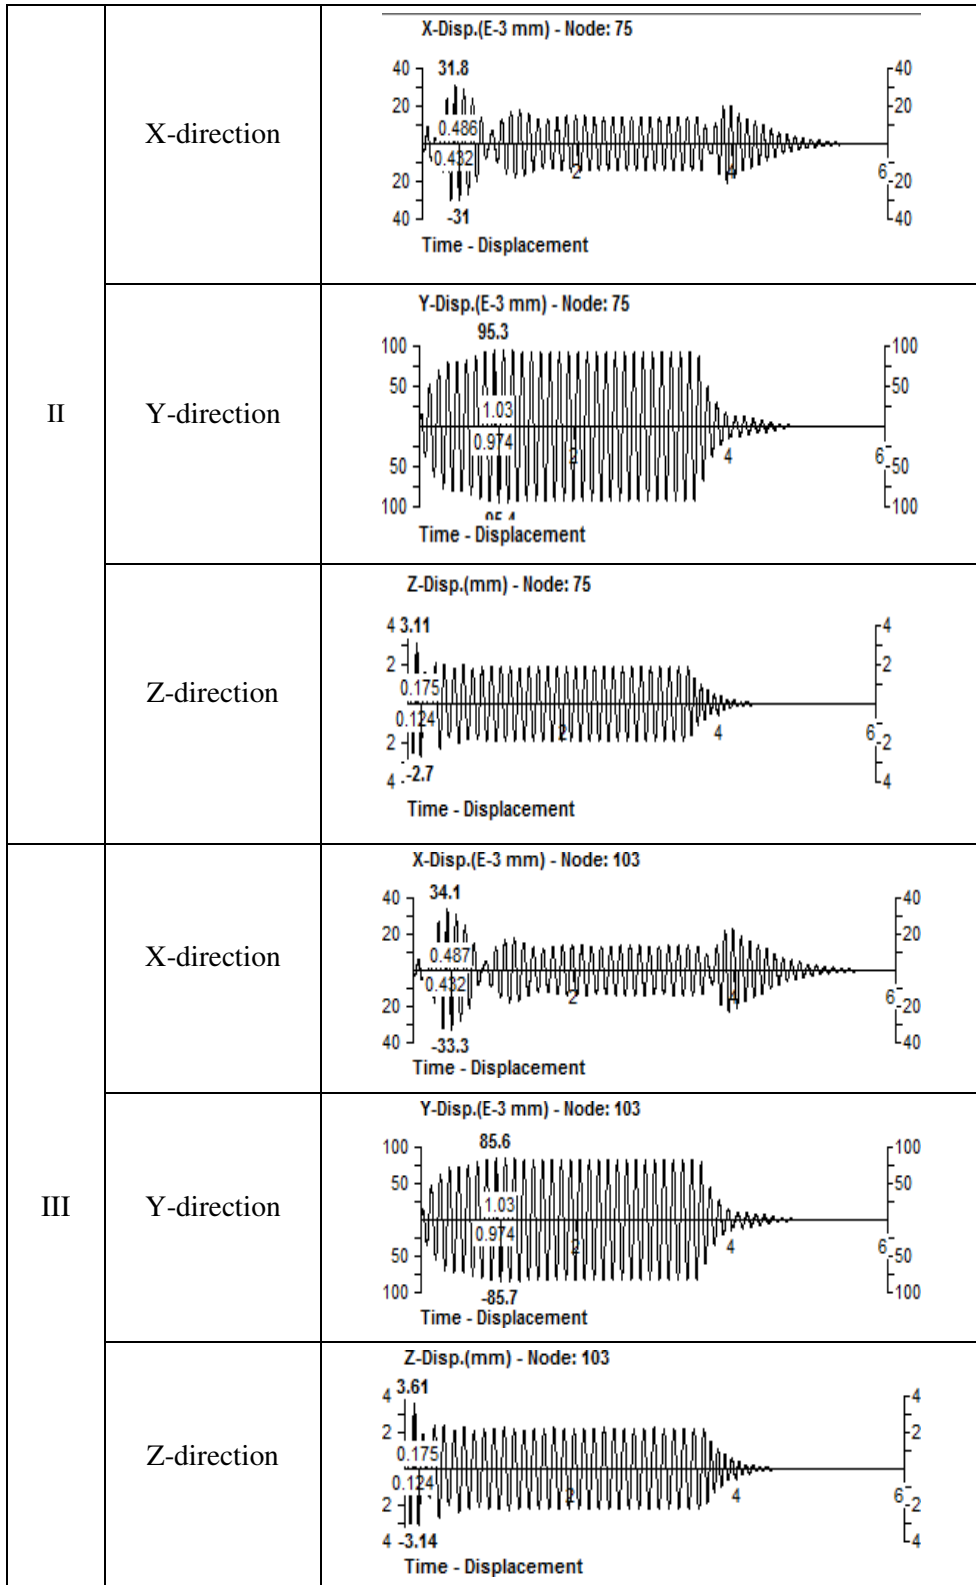 II
X-direction
X-Disp.(E-3 mm) - Node: 75
40 31.8 40
20 20
0.486
0.432
2 4 6
20 -20
40 -31 -40
Time - Displacement
Y-direction
Y-Disp.(E-3 mm) - Node: 75
95.3
100 100
50 -50
1.03
0.974
2 4 6
50 -50
100 -100
Time - Displacement
Z-direction
Z-Disp.(mm) - Node: 75
4 3.11 4
2 -2
0.175
0.124
2 4 6
2 -2
4 -2.7 -4
Time - Displacement
III
X-direction
X-Disp.(E-3 mm) - Node: 103
40 34.1 40
20 -20
0.487
0.432
2 4 6
20 -20
40 -33.3 -40
Time - Displacement
Y-direction
Y-Disp.(E-3 mm) - Node: 103
100 85.6 100
50 -50
1.03
0.974
2 4 6
50 -50
100 -85.7 -100
Time - Displacement
Z-direction
Z-Disp.(mm) - Node: 103
4 3.61 4
2 -2
0.175
0.124
2 4 6
2 -2
4 -3.14 -4
Time - Displacement